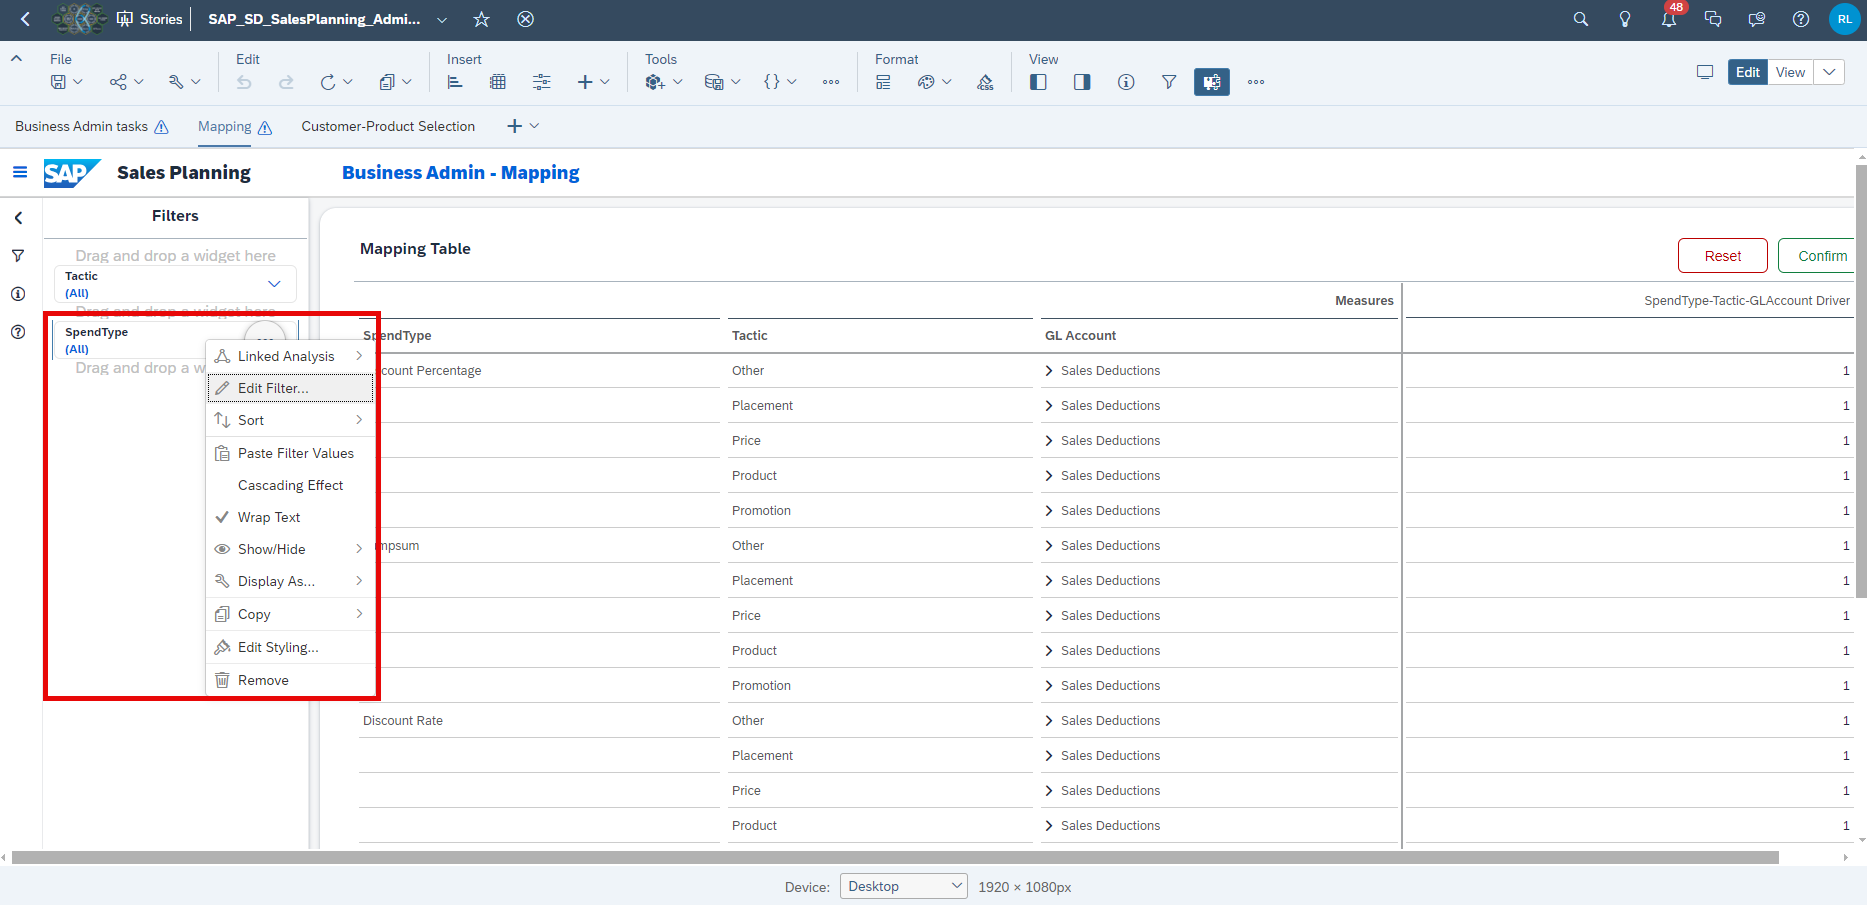 Stories
SAP_SD_SalesPlanning_Admi...
48
RL
File
Edit
Insert
Tools
Format
View
{}
css
Edit
View
Business Admin tasks
Mapping
Customer-Product Selection
SAP
Sales Planning
Business Admin - Mapping
Filters
Drag and drop a widget here
Tactic
(All)
Drag and drop a widget here
SpendType
(All)
Drag and drop a w
Linked Analysis
Edit Filter...
Sort
Paste Filter Values
Cascading Effect
Wrap Text
Show/Hide
Display As...
Copy
Edit Styling...
Remove
Mapping Table
Reset
Confirm
Measures
SpendType-Tactic-GLAccount Driver
SpendType
Tactic
GL Account
count Percentage
Other
Sales Deductions
1
Placement
Sales Deductions
1
Price
Sales Deductions
1
Product
Sales Deductions
1
Promotion
Sales Deductions
1
mpsum
Other
Sales Deductions
1
Placement
Sales Deductions
1
Price
Sales Deductions
1
Product
Sales Deductions
1
Promotion
Sales Deductions
1
Discount Rate
Other
Sales Deductions
1
Placement
Sales Deductions
1
Price
Sales Deductions
1
Product
Sales Deductions
1
Device:
Desktop
1920 × 1080px